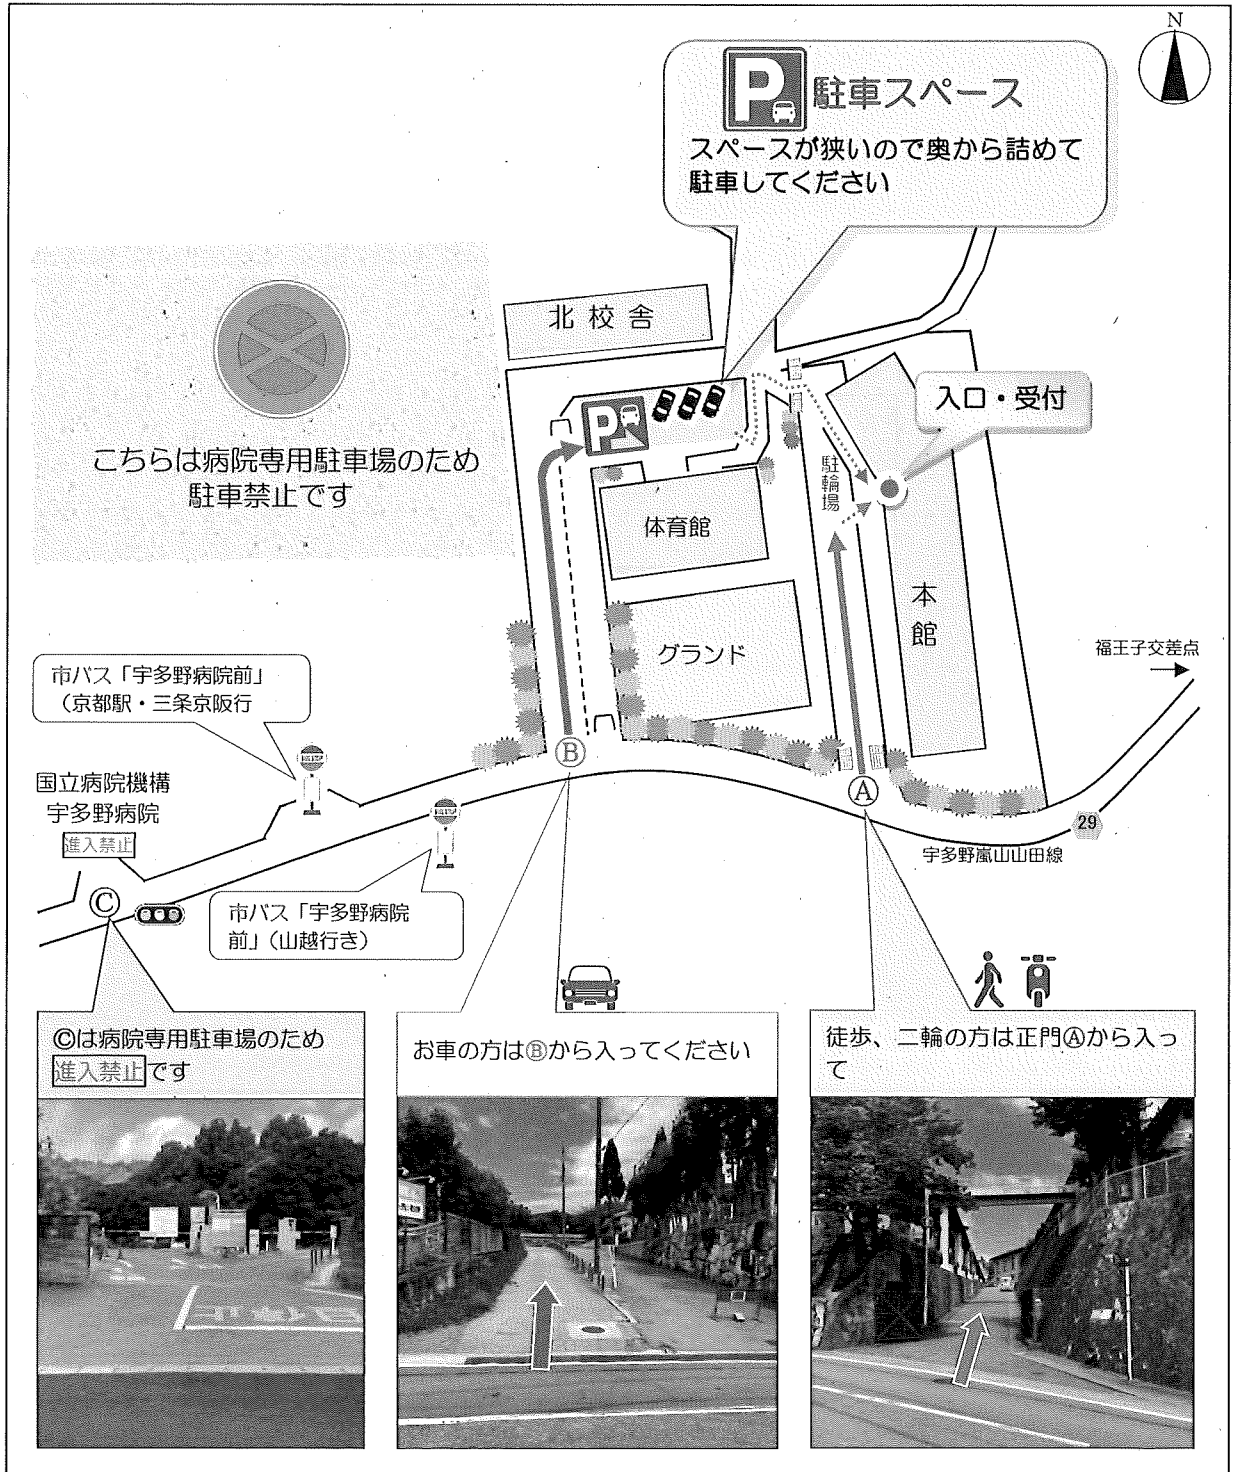 N
P 駐車スペース
スペースが狭いので奥から詰めて
駐車してください
北校舎
入口・受付
こちらは病院専用駐車場のため
駐車禁止です
P
駐輪場
体育館
本館
グランド
福王子交差点
市バス「宇多野病院前」
(京都駅・三条京阪行
B
国立病院機構
宇多野病院
進入禁止
A
29
宇多野嵐山山田線
C
市バス「宇多野病院
前」(山越行き)
©は病院専用駐車場のため
進入禁止です
お車の方はⒷから入ってください
徒歩、二輪の方は正門Ⓐから入っ
て